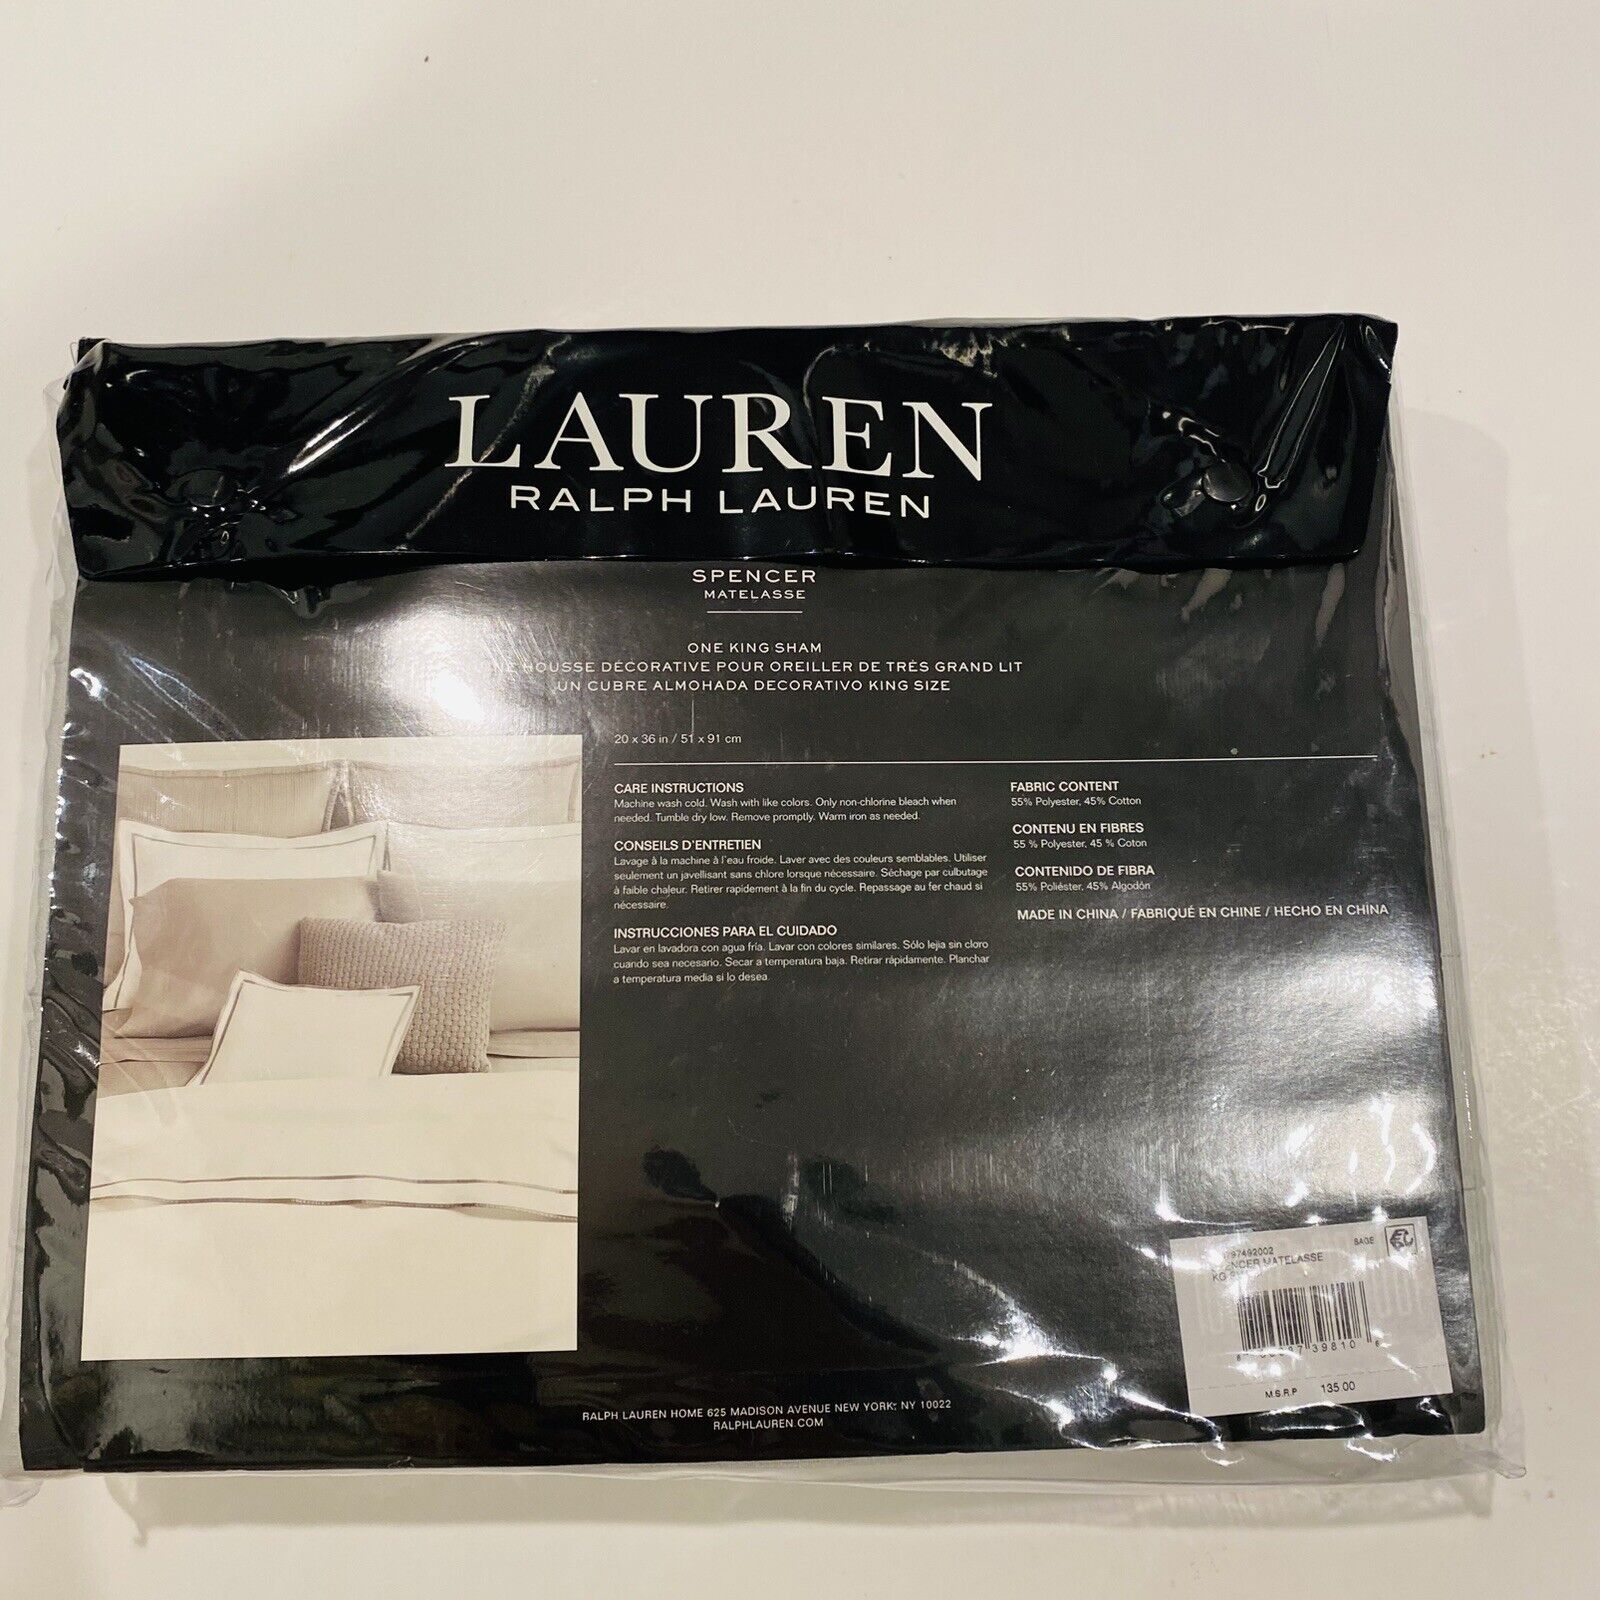 LAUREN
RALPH LAUREN
SPENCER
MATELASSE
ONE KING SHAM
HOUSSE DÉCORATIVE POUR OREILLER DE TRÈS GRAND LIT
UN CUBRE ALMOHADA DECORATIVO KING SIZE
20 x 36 in / 51 x 91 cm
CARE INSTRUCTIONS
Machine wash cold. Wash with like colors. Only non-chlorine bleach when
needed. Tumble dry low. Remove promptly. Warm iron as needed.
CONSEILS D'ENTRETIEN
Lavage à la machine à l'eau froide. Laver avec des couleurs semblables. Utiliser
seulement un javellisant sans chlore lorsque nécessaire. Séchage par culbutage
à faible chaleur. Retirer rapidement à la fin du cycle. Repassage au fer chaud si
nécessaire.
INSTRUCCIONES PARA EL CUIDADO
Lavar en lavadora con agua fría. Lavar con colores similares. Sólo lejia sin cloro
cuando sea necesario. Secar a temperatura baja. Retirar rápidamente. Planchar
a temperatura media si lo desea.
FABRIC CONTENT
55% Polyester, 45% Cotton
CONTENU EN FIBRES
55 % Polyester, 45 % Coton
CONTENIDO DE FIBRA
55% Poliéster, 45% Algodón
MADE IN CHINA / FABRIQUÉ EN CHINE / HECHO EN CHINA
97492002 SAGE
MATELASSE
KG
39810 6
M.S.R.P 135.00
RALPH LAUREN HOME 625 MADISON AVENUE NEW YORK, NY 10022
RALPHLAUREN.COM